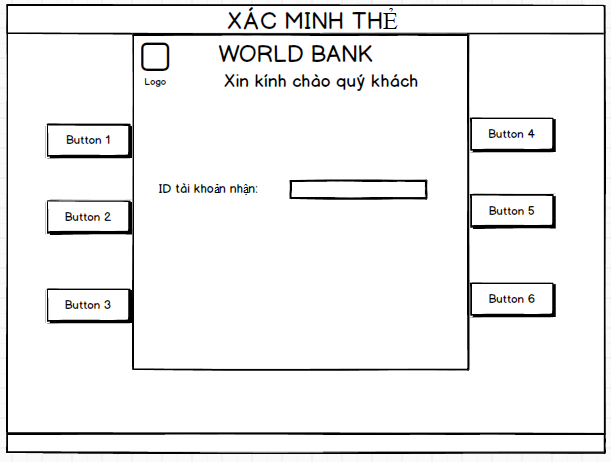 XÁC MINH THẺ
WORLD BANK
Logo
Xin kính chào quý khách
Button 1
Button 4
ID tài khoản nhận:
Button 2
Button 5
Button 3
Button 6